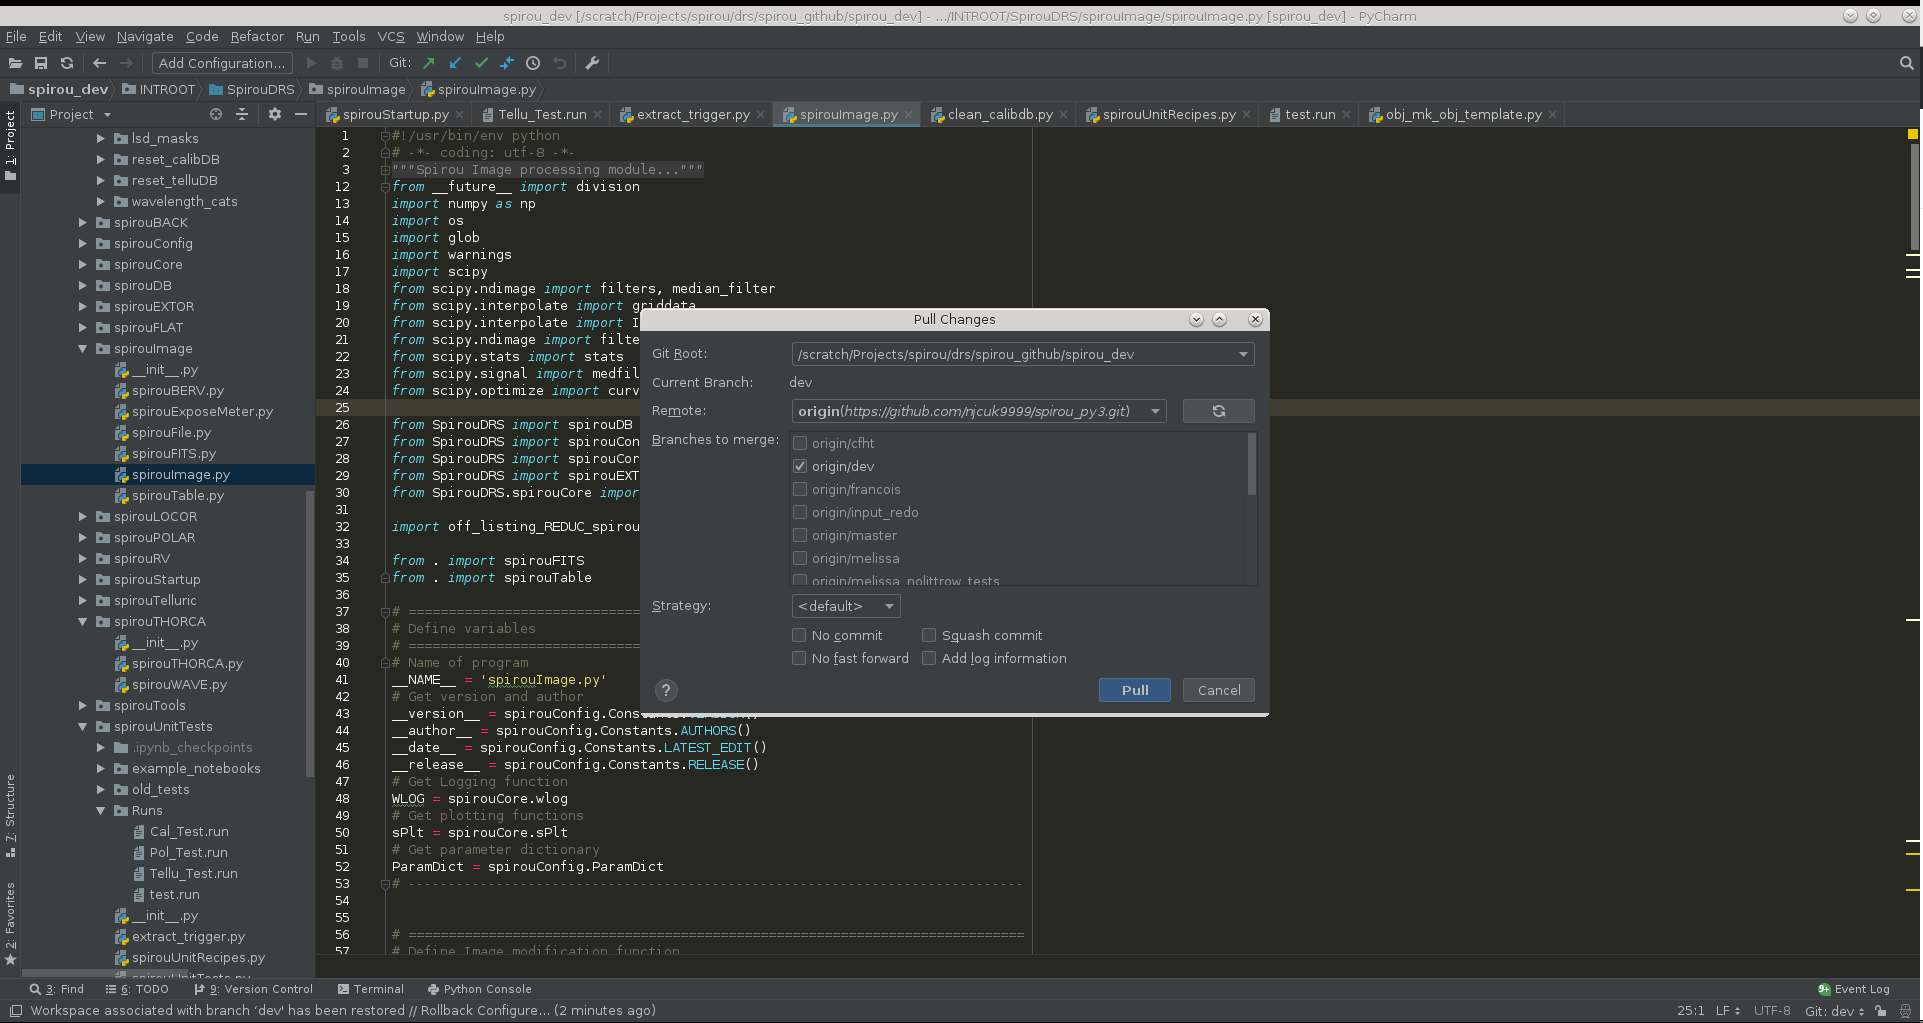 spirou_dev [/scratch/Projects/spirou/drs/spirou_github/spirou_dev] - .../INTROOT/SpirouDRS/spirouImage/spirouImage.py [spirou_dev] - PyCharm
File Edit View Navigate Code Refactor Run Tools VCS Window Help
Add Configuration... Git:
spirou_dev INTROOT SpirouDRS spirouImage spirouImage.py
1: Project
7: Structure
2: Favorites
Project
lsd_masks
reset_calibDB
reset_telluDB
wavelength_cats
spirouBACK
spirouConfig
spirouCore
spirouDB
spirouEXTOR
spirouFLAT
spirouImage
__init__.py
spirouBERV.py
spirouExposeMeter.py
spirouFile.py
spirouFITS.py
spirouImage.py
spirouTable.py
spirouLOCOR
spirouPOLAR
spirouRV
spirouStartup
spirouTelluric
spirouTHORCA
__init__.py
spirouTHORCA.py
spirouWAVE.py
spirouTools
spirouUnitTests
.ipynb_checkpoints
example_notebooks
old_tests
Runs
Cal_Test.run
Pol_Test.run
Tellu_Test.run
test.run
__init__.py
extract_trigger.py
spirouUnitRecipes.py
spirouUnitTests.py
spirouStartup.py Tellu_Test.run extract_trigger.py spirouImage.py clean_calibdb.py spirouUnitRecipes.py test.run obj_mk_obj_template.py
1 #!/usr/bin/env python
2 # -*- coding: utf-8 -*-
3 """Spirou Image processing module..."""
12 from __future__ import division
13 import numpy as np
14 import os
15 import glob
16 import warnings
17 import scipy
18 from scipy.ndimage import filters, median_filter
19 from scipy.interpolate import griddata
20 from scipy.interpolate import I
21 from scipy.ndimage import filte
22 from scipy.stats import stats
23 from scipy.signal import medfil
24 from scipy.optimize import curv
25
26 from SpirouDRS import spirouDB
27 from SpirouDRS import spirouCon
28 from SpirouDRS import spirouCor
29 from SpirouDRS import spirouEXT
30 from SpirouDRS.spirouCore impor
31
32 import off_listing_REDUC_spirou
33
34 from . import spirouFITS
35 from . import spirouTable
36
37 # =============================
38 # Define variables
39 # =============================
40 # Name of program
41 __NAME__ = 'spirouImage.py'
42 # Get version and author
43 __version__ = spirouConfig.Constants.VERSION()
44 __author__ = spirouConfig.Constants.AUTHORS()
45 __date__ = spirouConfig.Constants.LATEST_EDIT()
46 __release__ = spirouConfig.Constants.RELEASE()
47 # Get Logging function
48 WLOG = spirouCore.wlog
49 # Get plotting functions
50 sPlt = spirouCore.sPlt
51 # Get parameter dictionary
52 ParamDict = spirouConfig.ParamDict
53 # -----------------------------------------------------------------------------
54
55
56 # =============================================================================
57 # Define Image modification function
Pull Changes
Git Root: /scratch/Projects/spirou/drs/spirou_github/spirou_dev
Current Branch: dev
Remote: origin(https://github.com/njcuk9999/spirou_py3.git)
Branches to merge: origin/cfht
origin/dev
origin/francois
origin/input_redo
origin/master
origin/melissa
origin/melissa_nolittrow_tests
Strategy: <default>
No commit Squash commit
No fast forward Add log information
? Pull Cancel
3: Find 6: TODO 9: Version Control Terminal Python Console 9+ Event Log
Workspace associated with branch 'dev' has been restored // Rollback Configure... (2 minutes ago) 25:1 LF UTF-8 Git: dev